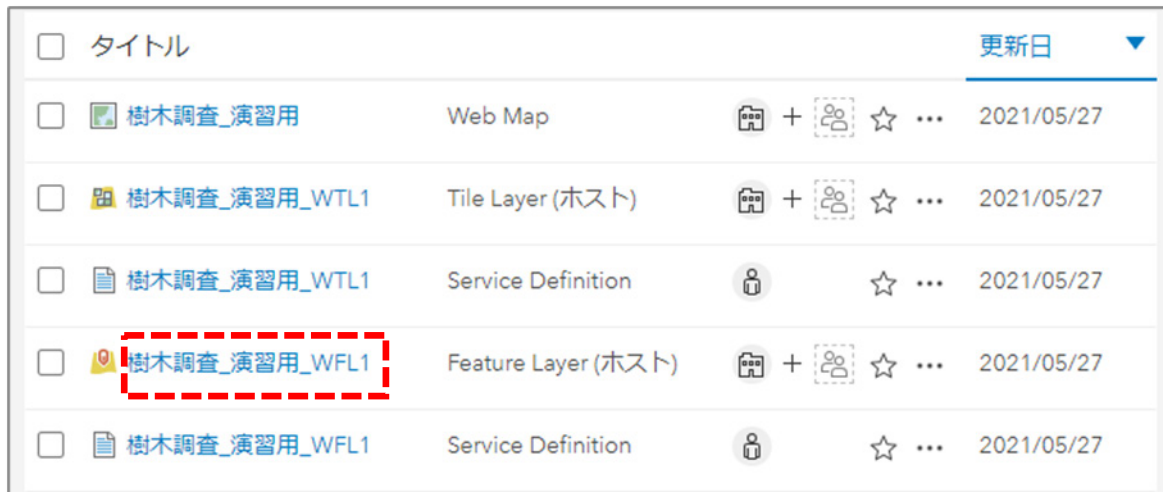 タイトル 更新日
樹木調査_演習用 Web Map 2021/05/27
樹木調査_演習用_WTL1 Tile Layer (ホスト) 2021/05/27
樹木調査_演習用_WTL1 Service Definition 2021/05/27
樹木調査_演習用_WFL1 Feature Layer (ホスト) 2021/05/27
樹木調査_演習用_WFL1 Service Definition 2021/05/27